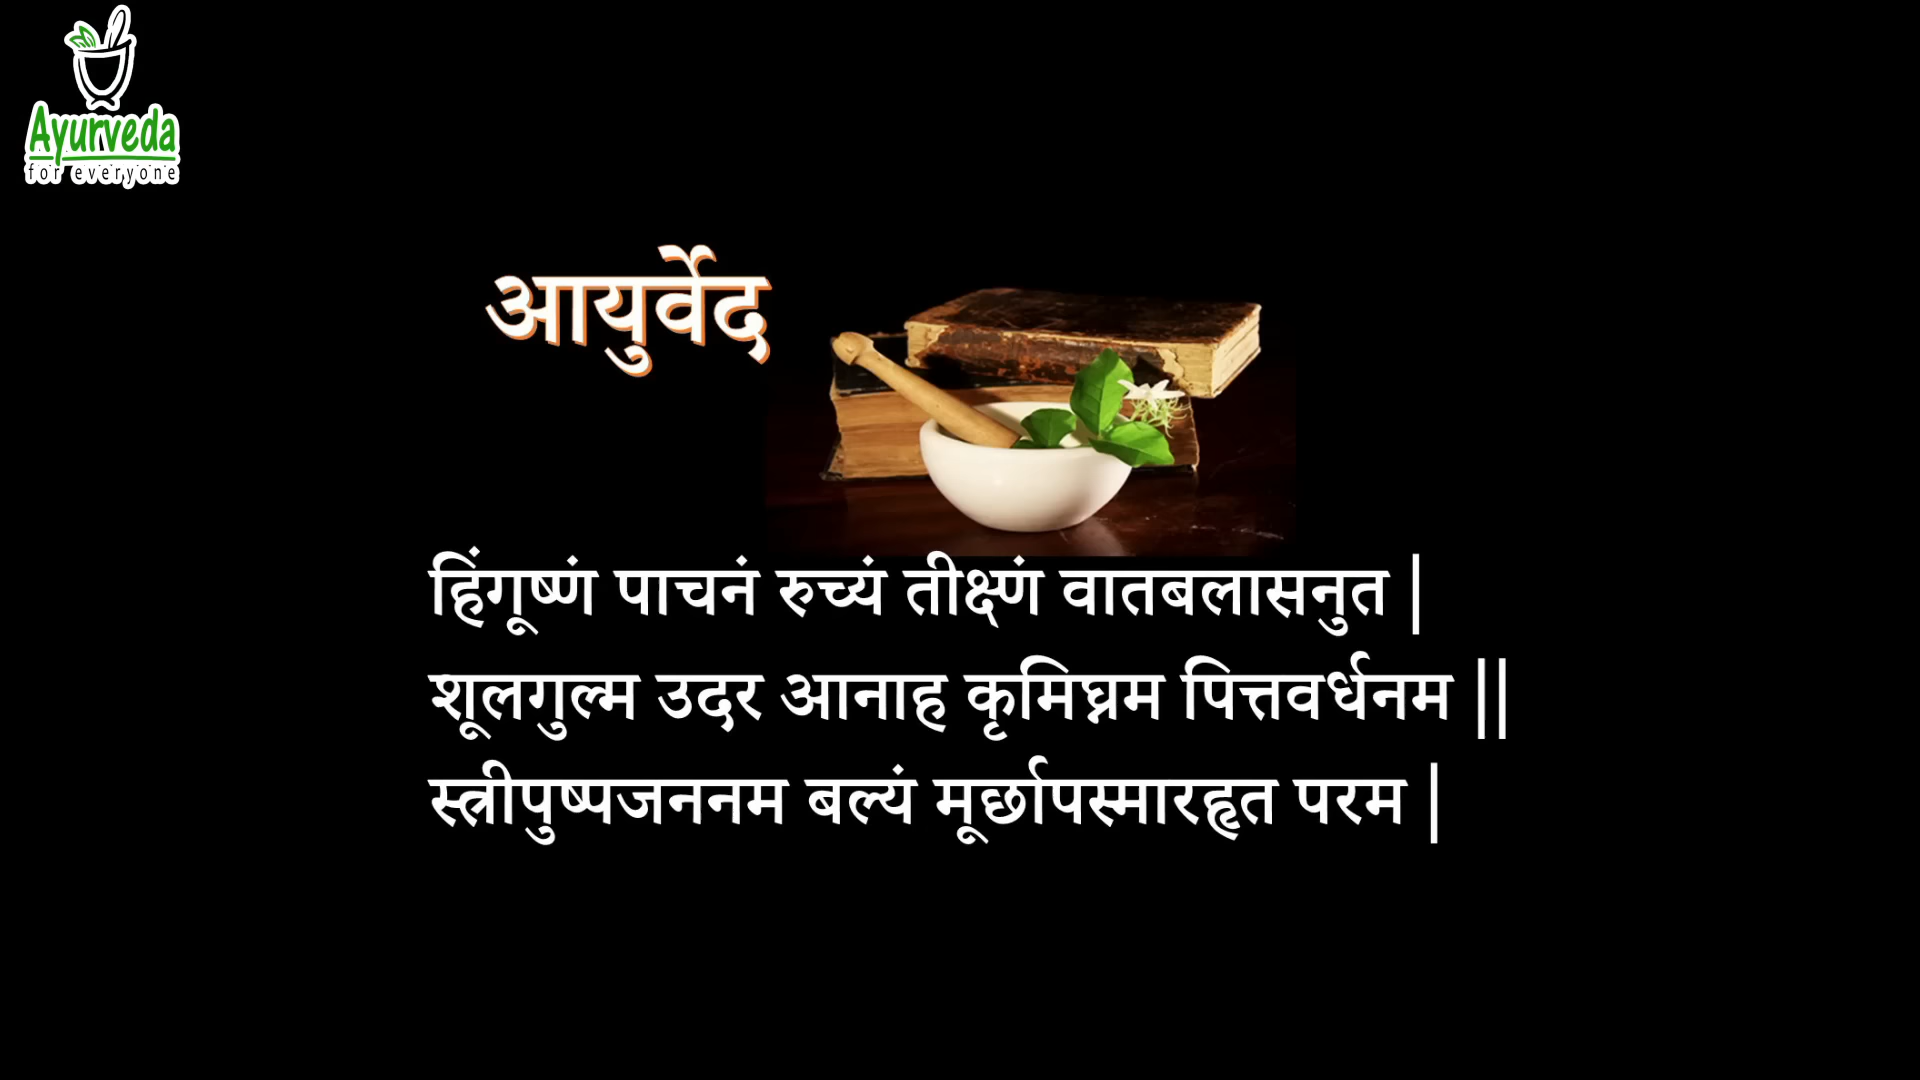 Ayurveda
for everyone
आयुर्वेद
हिंगूष्णं पाचनं रुच्यं तीक्ष्णं वातबलासनुत |
शूलगुल्म उदर आनाह कृमिघ्नम पित्तवर्धनम ||
स्त्रीपुष्पजननम बल्यं मूर्छापस्मारहृत परम |